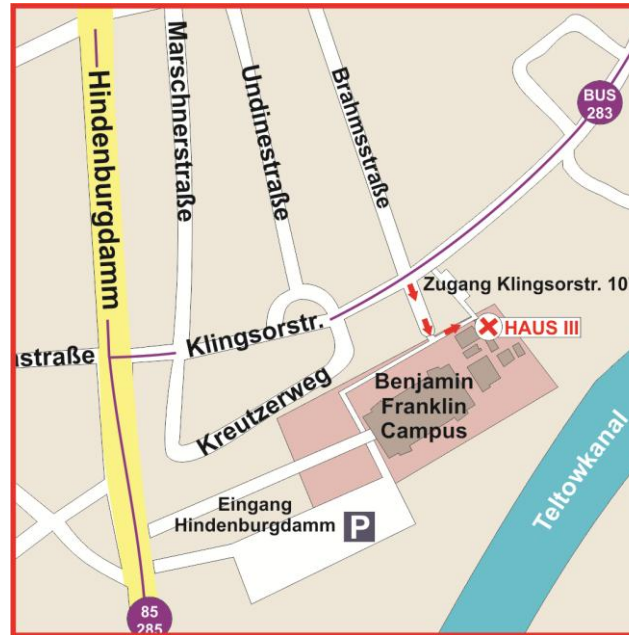 Hindenburgdamm
Marschnerstraße
Undinestraße
Brahmsstraße
BUS
283
Zugang Klingsorstr. 10
HAUS III
Klingsorstr.
nstraße
Kreutzerweg
Benjamin
Franklin
Campus
Teltowkanal
Eingang
Hindenburgdamm
P
85
285